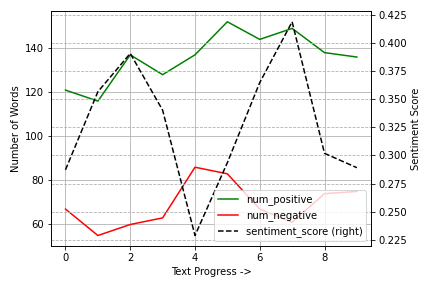 0.425
0.400
0.375
0.350
0.325
0.300
0.275
0.250
0.225
140
120
100
80
60
Number of Words
Sentiment Score
num_positive
num_negative
sentiment_score (right)
0 2 4 6 8
Text Progress ->